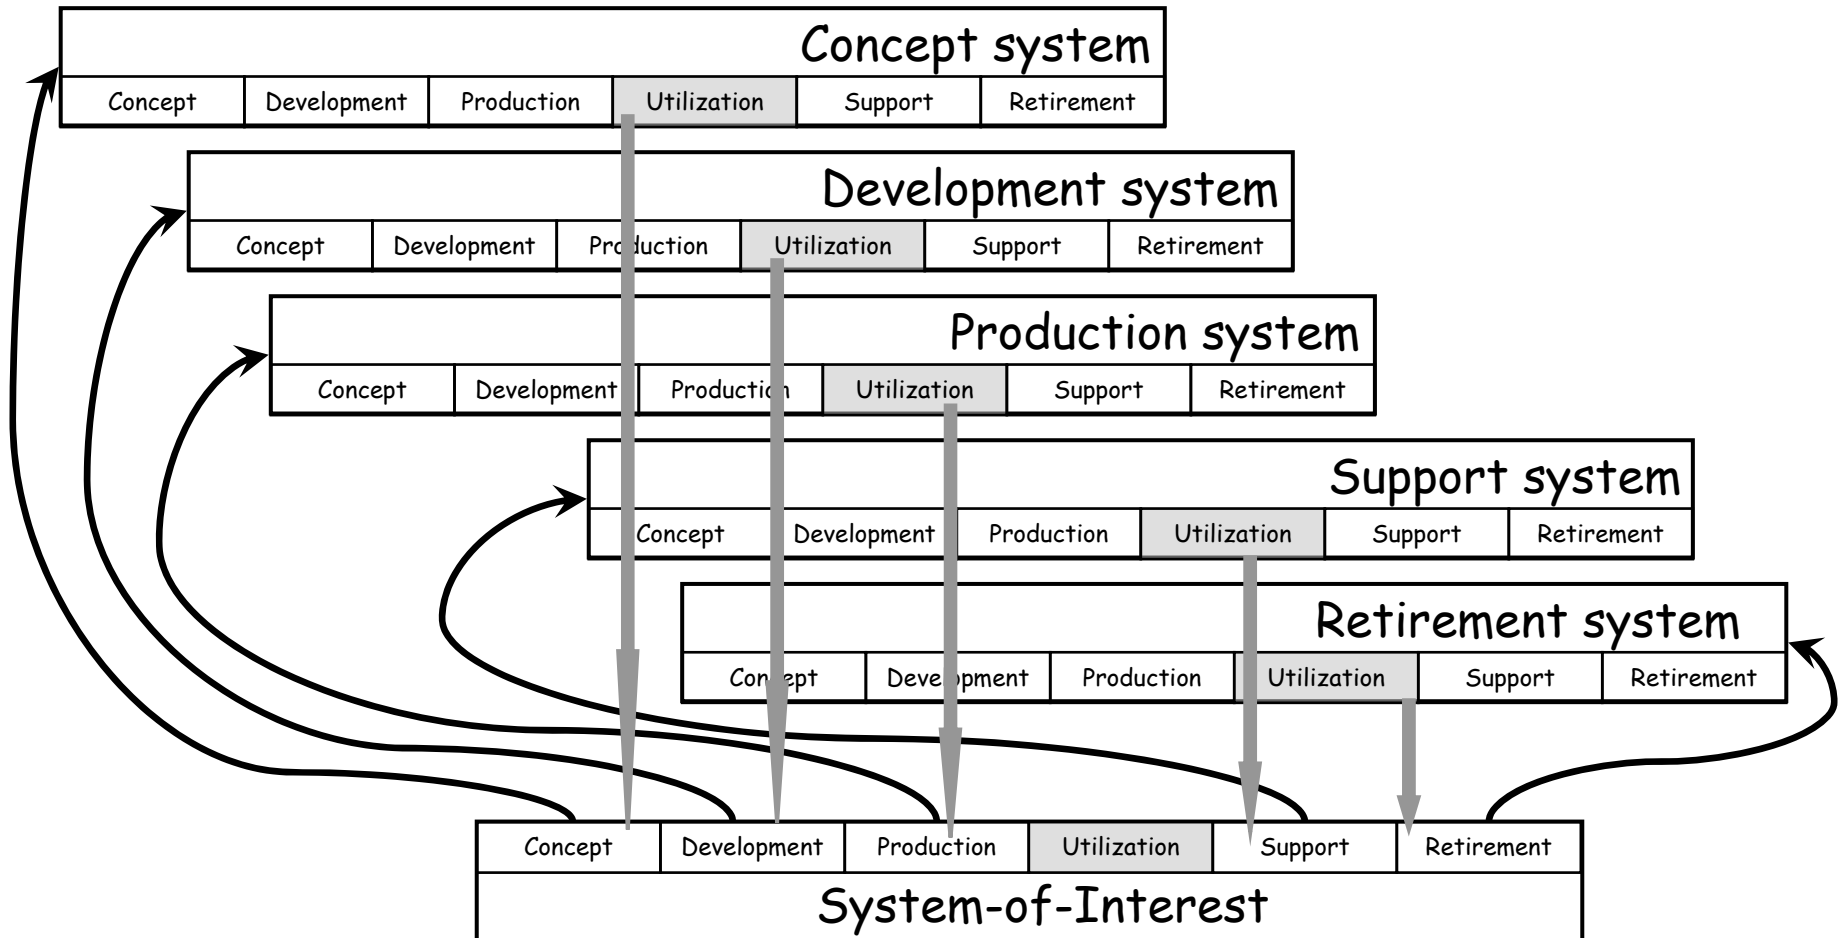 Concept system
Concept Development Production Utilization Support Retirement
Development system
Concept Development Production Utilization Support Retirement
Production system
Concept Development Production Utilization Support Retirement
Support system
Concept Development Production Utilization Support Retirement
Retirement system
Concept Development Production Utilization Support Retirement
Concept Development Production Utilization Support Retirement
System-of-Interest